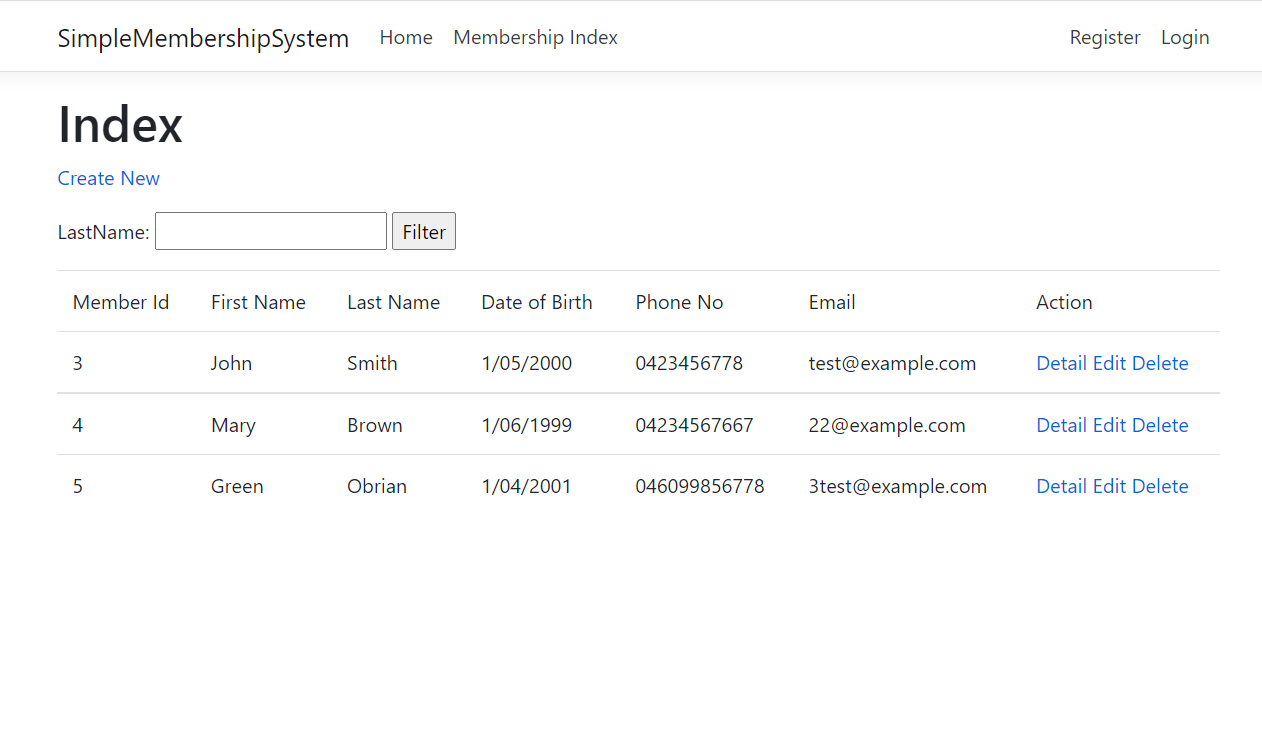 SimpleMembershipSystem Home Membership Index Register Login
Index
Create New
LastName: Filter
Member Id First Name Last Name Date of Birth Phone No Email Action
3 John Smith 1/05/2000 0423456778 test@example.com Detail Edit Delete
4 Mary Brown 1/06/1999 04234567667 22@example.com Detail Edit Delete
5 Green Obrian 1/04/2001 046099856778 3test@example.com Detail Edit Delete